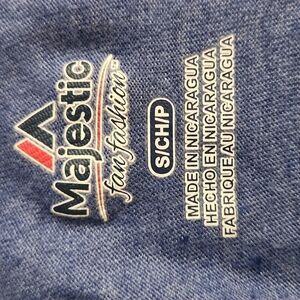 Majestic
fan fashion
S/CH/P
MADE IN NICARAGUA
HECHO EN NICARAGUA
FABRIQUE AU NICARAGUA